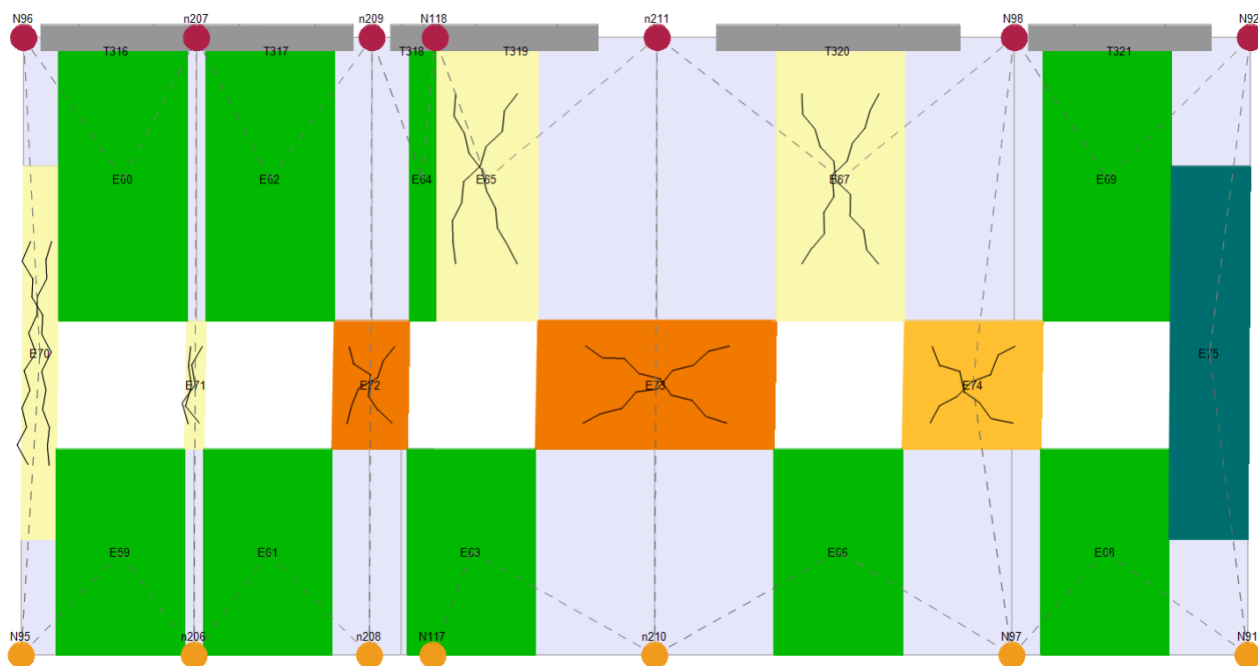 N96 n207 n209 N118 n211 N98 N92
T316 T317 T318 T319 T320 T321
E60 E62 E64 E65 E67 E69
E70 E71 E72 E73 E74 E75
E59 E61 E63 E66 E68
N95 n206 n208 N117 n210 N97 N91